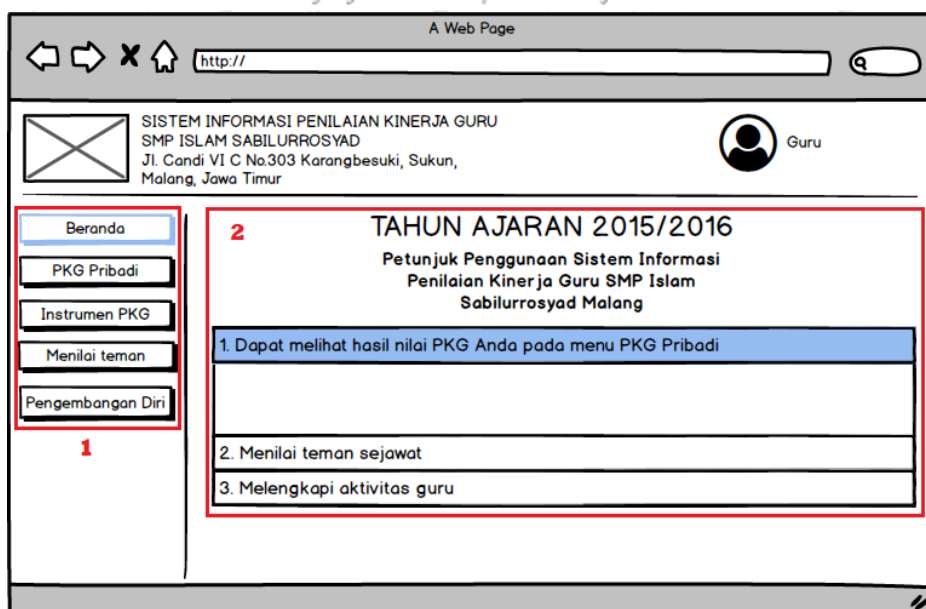 A Web Page
http://
SISTEM INFORMASI PENILAIAN KINERJA GURU
SMP ISLAM SABILURROSYAD
Jl. Candi VI C No.303 Karangbesuki, Sukun,
Malang, Jawa Timur
Guru
Beranda
PKG Pribadi
Instrumen PKG
Menilai teman
Pengembangan Diri
1
2
TAHUN AJARAN 2015/2016
Petunjuk Penggunaan Sistem Informasi
Penilaian Kinerja Guru SMP Islam
Sabilurrosyad Malang
1. Dapat melihat hasil nilai PKG Anda pada menu PKG Pribadi
2. Menilai teman sejawat
3. Melengkapi aktivitas guru